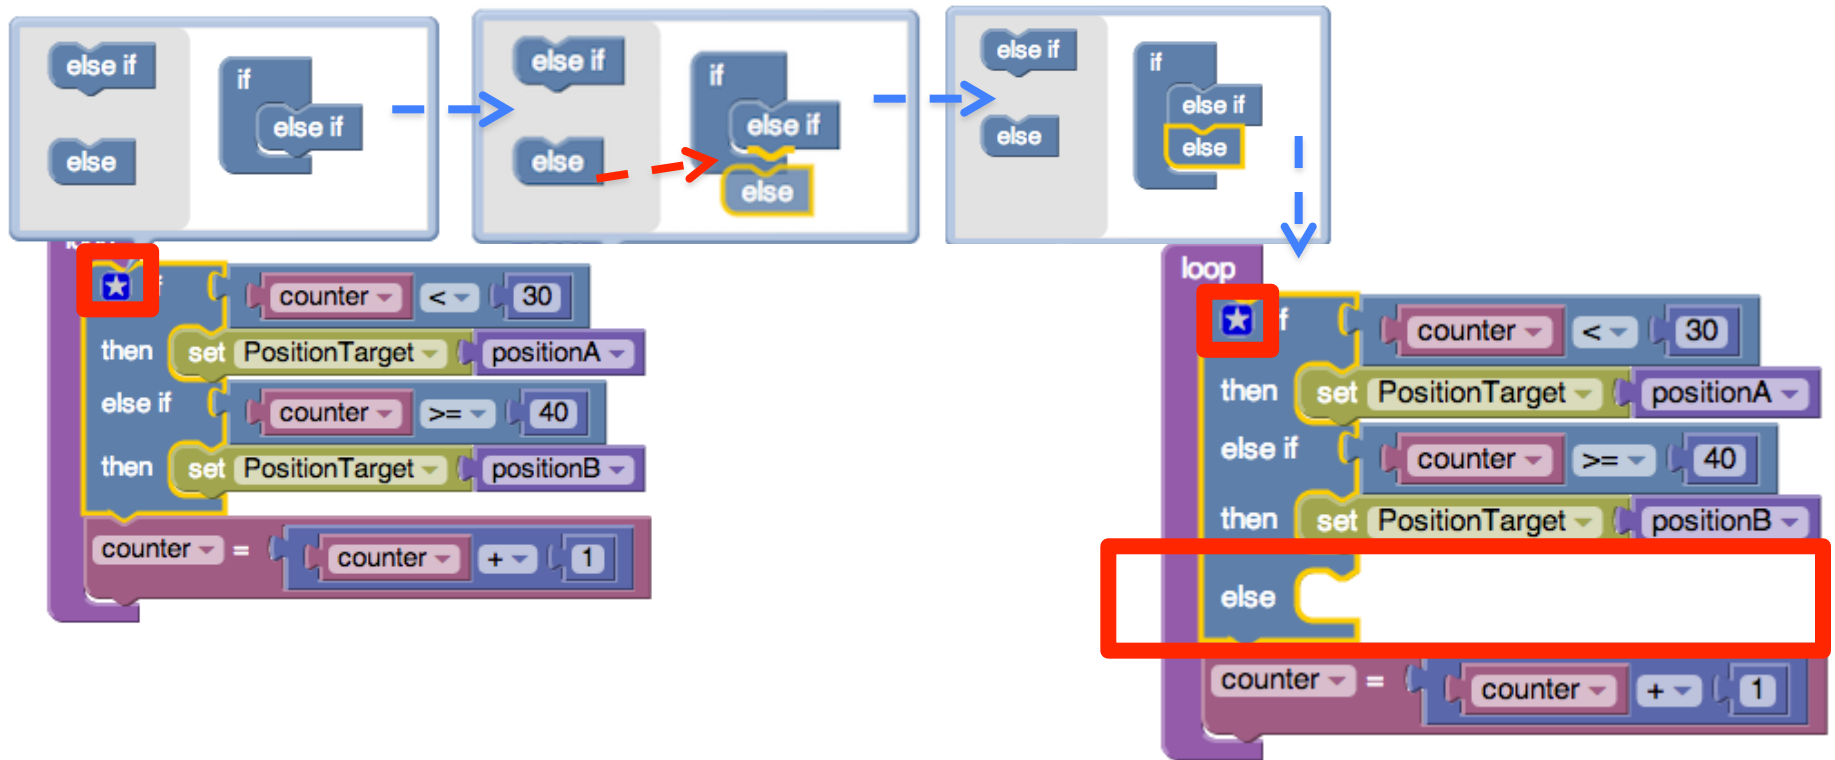 else if
if
else if
else
else if
if
else if
else
else
else if
if
else if
else
else
if counter < 30
then set PositionTarget positionA
else if counter >= 40
then set PositionTarget positionB
counter = counter + 1
loop
if counter < 30
then set PositionTarget positionA
else if counter >= 40
then set PositionTarget positionB
else
counter = counter + 1